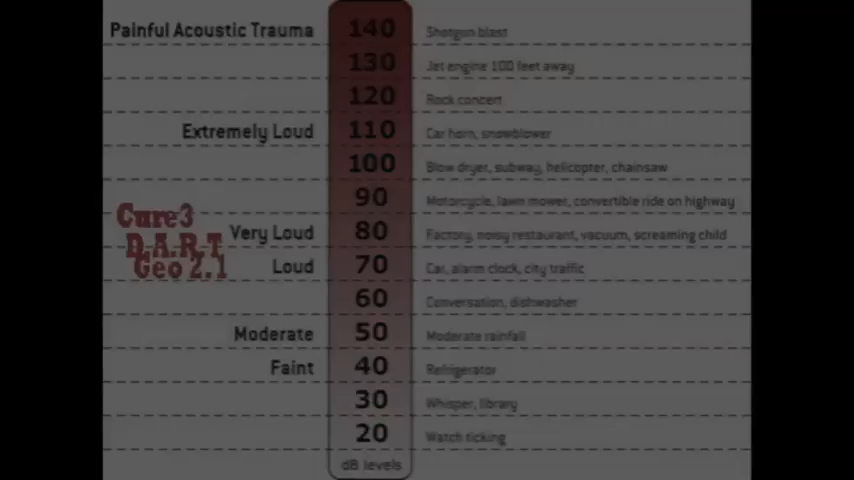 Painful Acoustic Trauma 140 Shotgun blast
130 Jet engine 100 feet away
120 Rock concert
Extremely Loud 110 Car horn, snowblower
100 Blow dryer, subway, helicopter, chainsaw
90 Motorcycle, lawn mower, convertible ride on highway
Cure3
Very Loud 80 Factory, noisy restaurant, vacuum, screaming child
D.A.R.T
Loud 70 Car, alarm clock, city traffic
Geo 2.1
60 Conversation, dishwasher
Moderate 50 Moderate rainfall
Faint 40 Refrigerator
30 Whisper, library
20 Watch ticking
dB levels